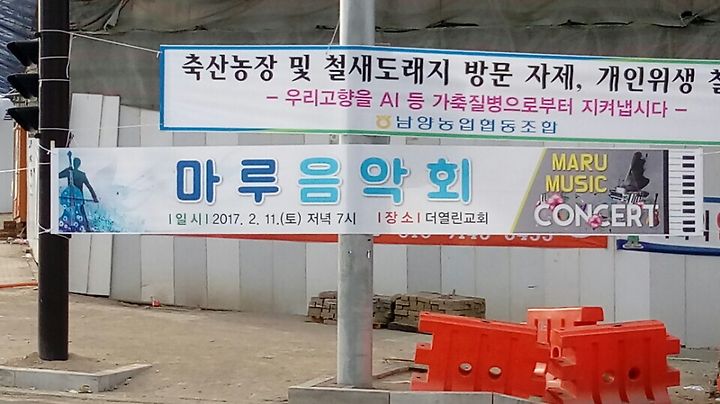 축산농장 및 철새도래지 방문 자제, 개인위생 철
- 우리고향을 AI 등 가축질병으로부터 지켜냅시다 -
남양농업협동조합
마루음악회
MARU
MUSIC
CONCERT
| 일 시 | 2017. 2. 11.(토) 저녁 7시 | 장 소 | 더열린교회